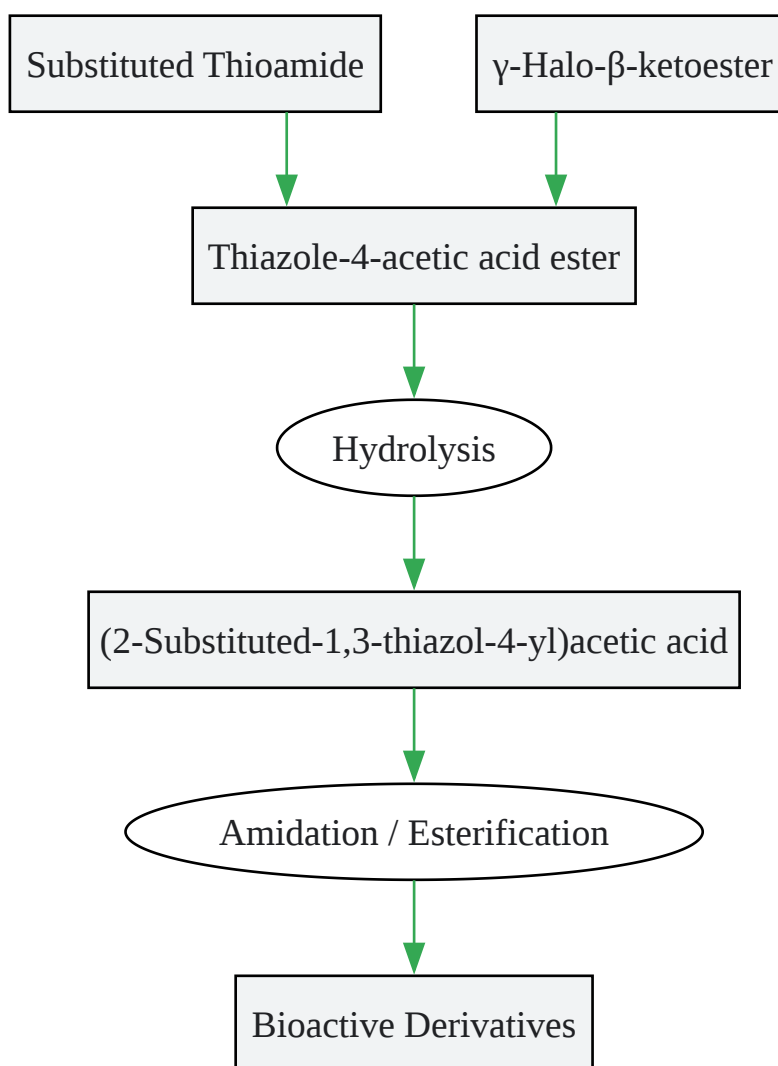 Substituted Thioamide
γ-Halo-β-ketoester
Thiazole-4-acetic acid ester
Hydrolysis
(2-Substituted-1,3-thiazol-4-yl)acetic acid
Amidation / Esterification
Bioactive Derivatives